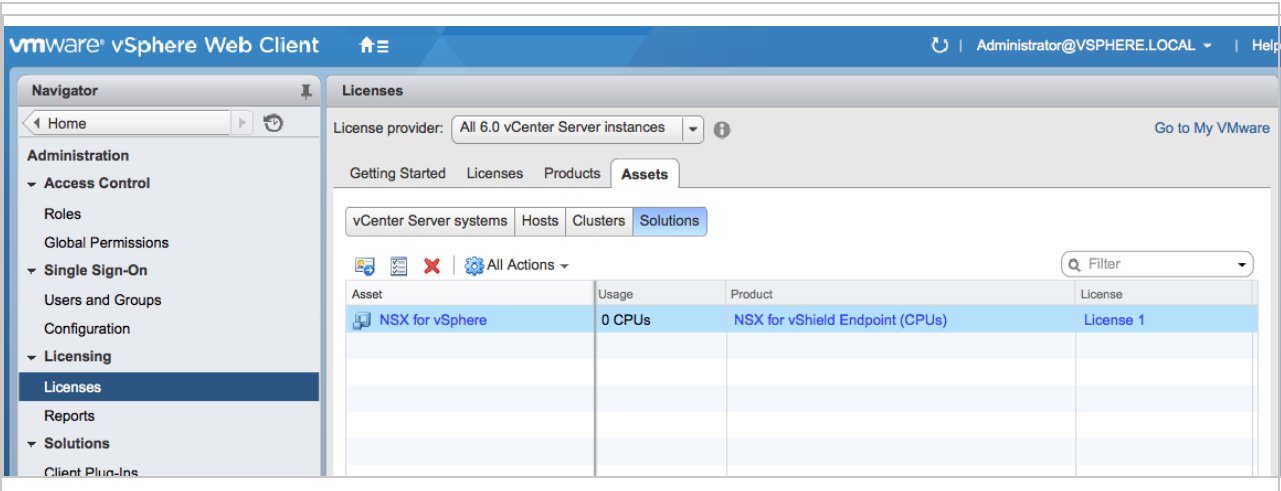 vmware® vSphere Web Client
Administrator@VSPHERE.LOCAL
Help
Navigator
Home
Administration
Access Control
Roles
Global Permissions
Single Sign-On
Users and Groups
Configuration
Licensing
Licenses
Reports
Solutions
Client Plug-Ins
Licenses
License provider: All 6.0 vCenter Server instances
Go to My VMware
Getting Started Licenses Products Assets
vCenter Server systems Hosts Clusters Solutions
All Actions
Filter
Asset Usage Product License
NSX for vSphere 0 CPUs NSX for vShield Endpoint (CPUs) License 1